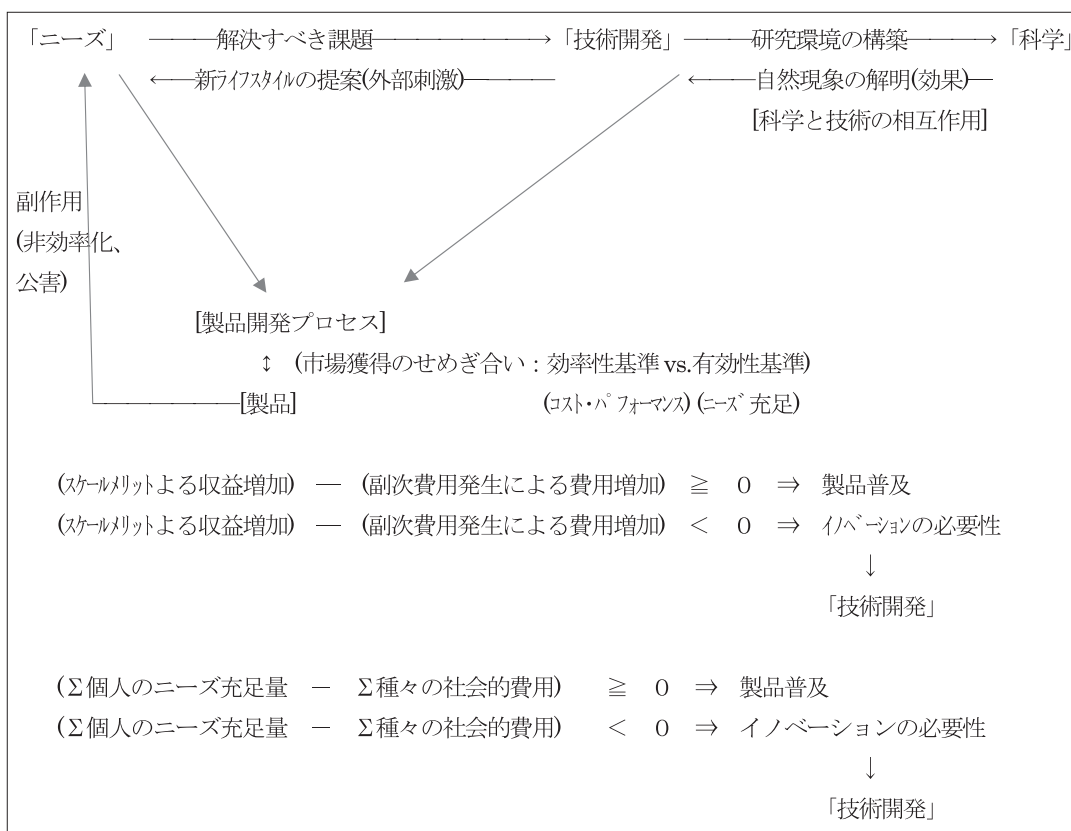 「ニーズ」 ―――解決すべき課題――――――――→「技術開発」――研究環境の構築――→「科学」
←――新ﾗｲﾌｽﾀｲﾙの提案(外部刺激)―――― ←―――自然現象の解明(効果)―
[科学と技術の相互作用]
副作用
(非効率化、
公害)
[製品開発プロセス]
↕ (市場獲得のせめぎ合い：効率性基準 vs.有効性基準)
――――――[製品] (ｺｽﾄ・ﾊﾟﾌｫｰﾏﾝｽ) (ﾆｰｽﾞ充足)
(ｽｹｰﾙﾒﾘｯﾄよる収益増加) ― (副次費用発生による費用増加) ≧ 0 ⇒ 製品普及
(ｽｹｰﾙﾒﾘｯﾄよる収益増加) ― (副次費用発生による費用増加) < 0 ⇒ ｲﾉﾍﾞｰｼｮﾝの必要性
↓
「技術開発」
(Σ個人のニーズ充足量 － Σ種々の社会的費用) ≧ 0 ⇒ 製品普及
(Σ個人のニーズ充足量 － Σ種々の社会的費用) < 0 ⇒ イノベーションの必要性
↓
「技術開発」